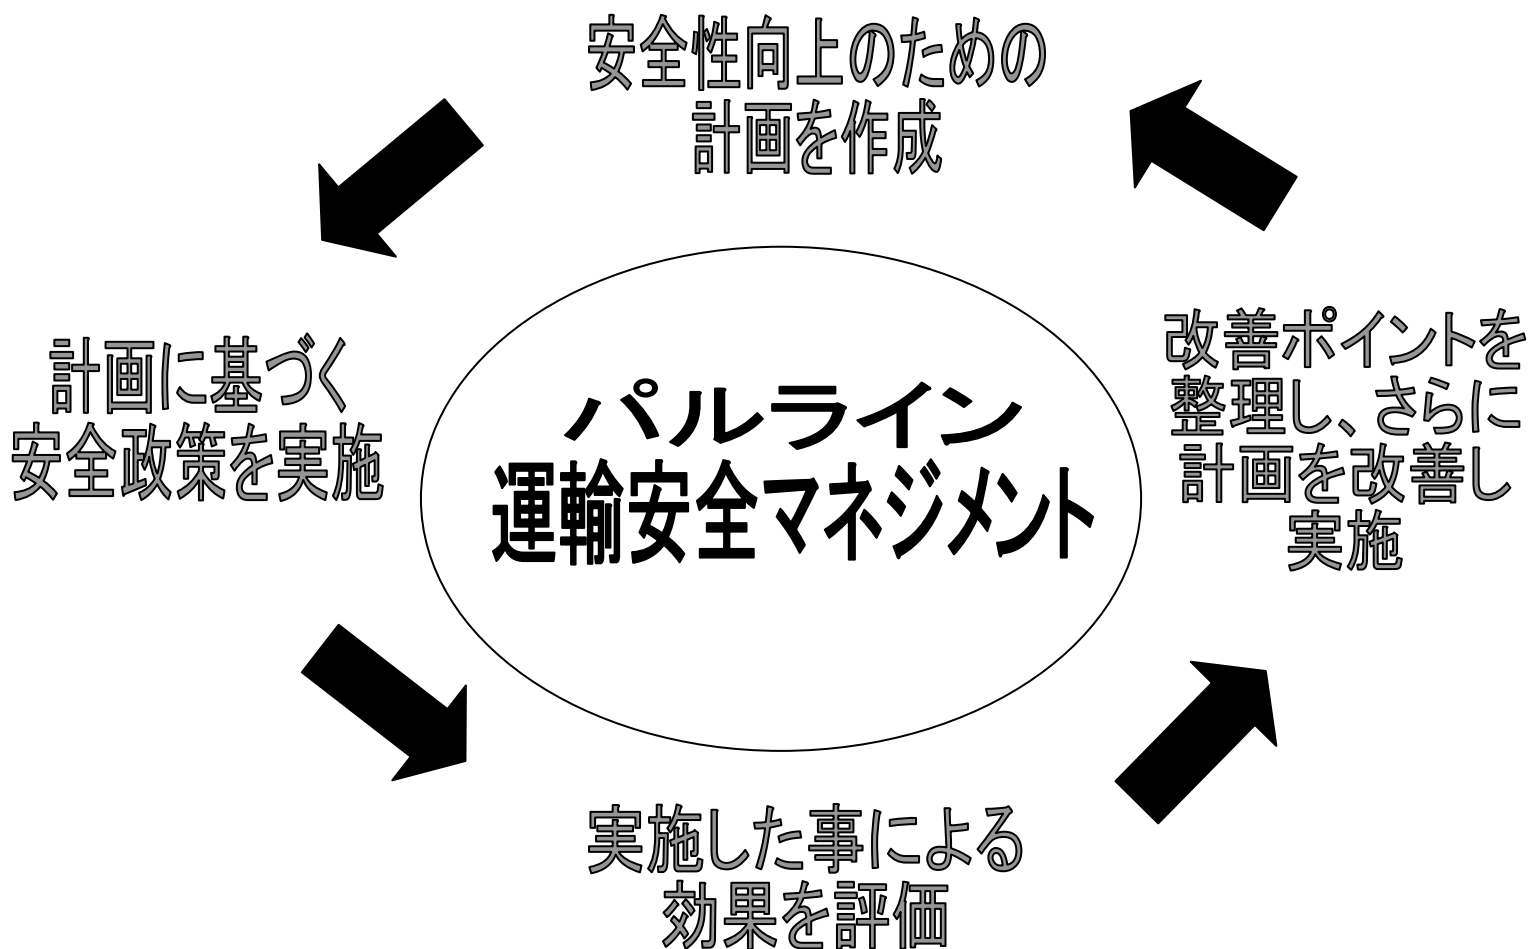 安全性向上のための
計画を作成
計画に基づく
安全政策を実施
パルライン
運輸安全マネジメント
改善ポイントを
整理し、さらに
計画を改善し
実施
実施した事による
効果を評価